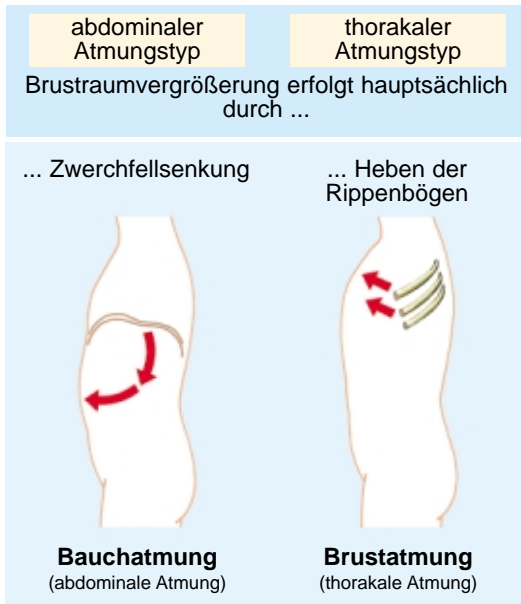 abdominaler
Atmungstyp
thorakaler
Atmungstyp
Brustraumvergrößerung erfolgt hauptsächlich
durch ...
... Zwerchfellsenkung
... Heben der
Rippenbögen
Bauchatmung
(abdominale Atmung)
Brustatmung
(thorakale Atmung)